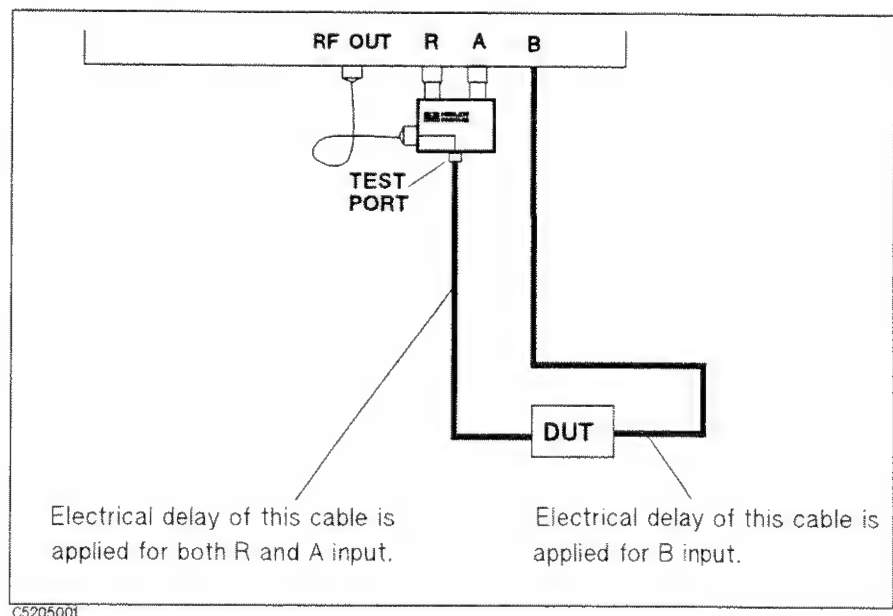 RF OUT R A B
TEST
PORT
DUT
Electrical delay of this cable is
applied for both R and A input.
Electrical delay of this cable is
applied for B input.
C5205001